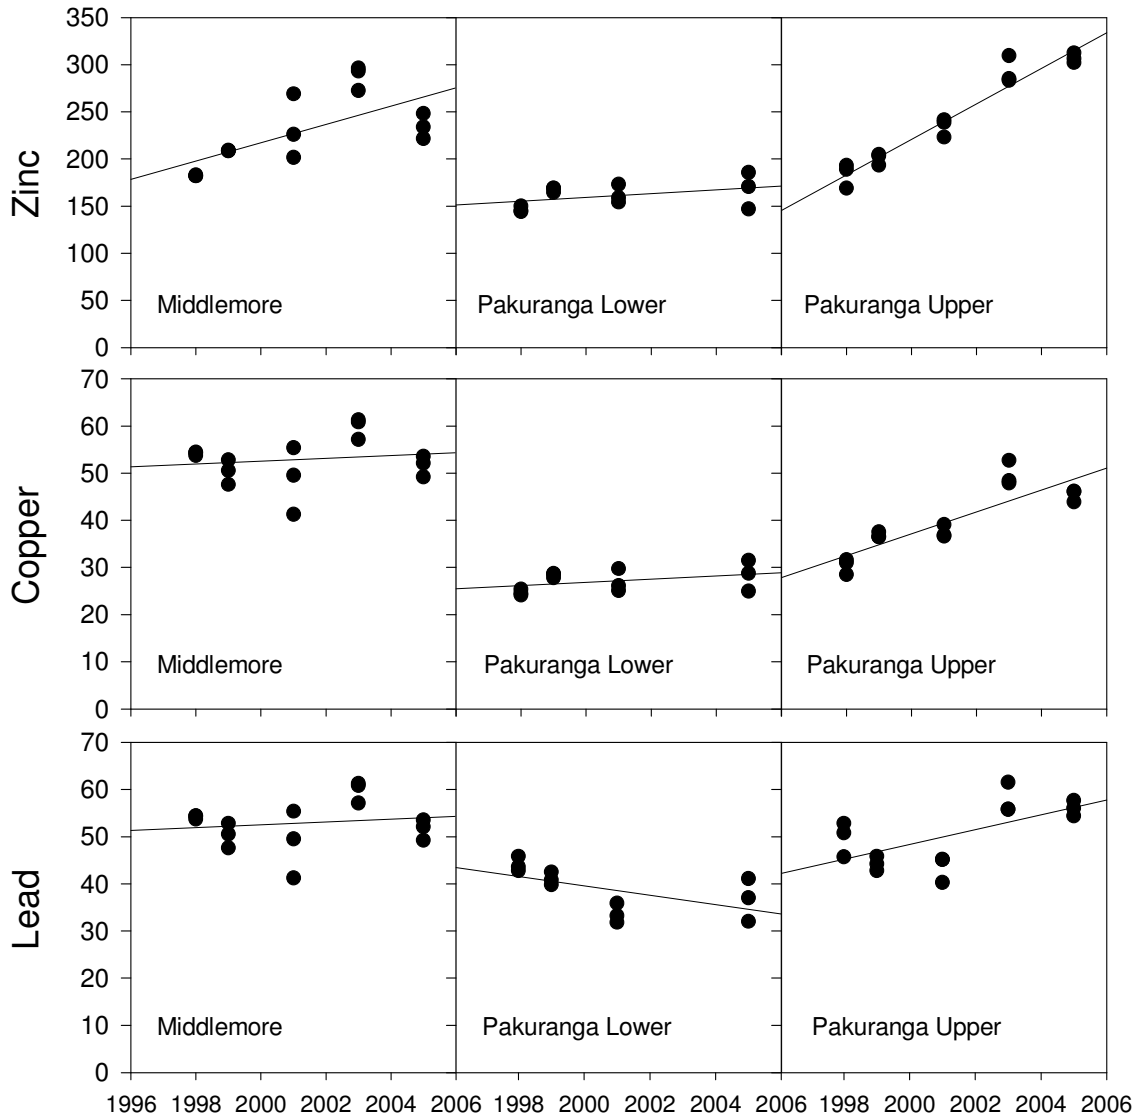 350
300
250
200
150
100
50
0
Zinc
Middlemore
Pakuranga Lower
Pakuranga Upper
70
60
50
40
30
20
10
0
Copper
Middlemore
Pakuranga Lower
Pakuranga Upper
70
60
50
40
30
20
10
0
Lead
Middlemore
Pakuranga Lower
Pakuranga Upper
1996 1998 2000 2002 2004 2006 1998 2000 2002 2004 2006 1998 2000 2002 2004 2006